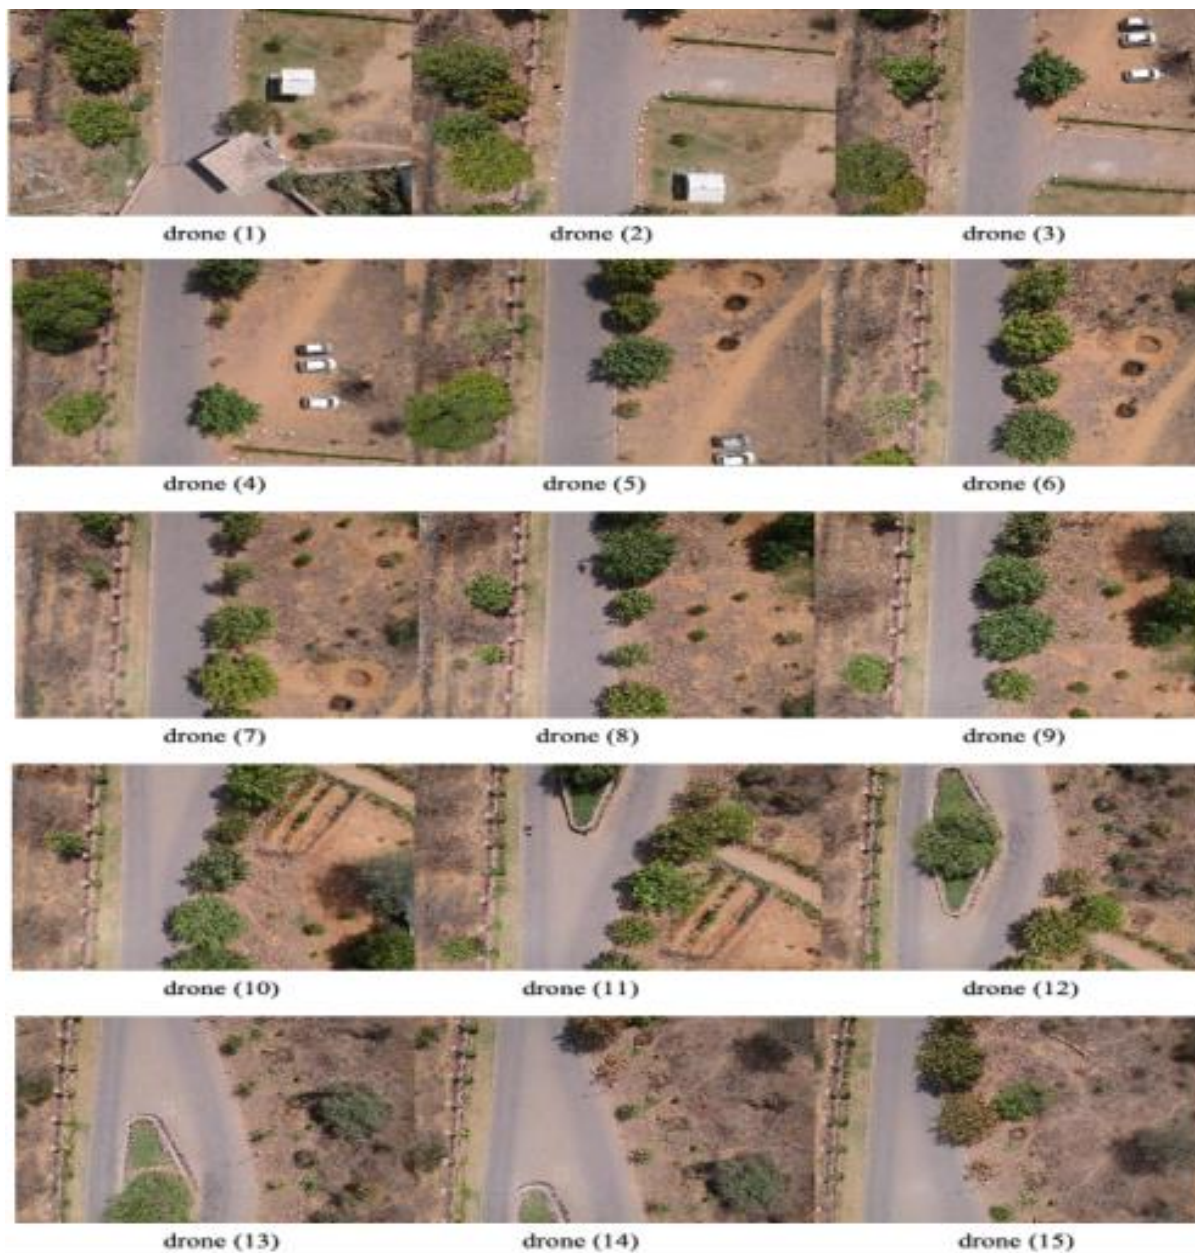 drone (1) drone (2) drone (3)
drone (4) drone (5) drone (6)
drone (7) drone (8) drone (9)
drone (10) drone (11) drone (12)
drone (13) drone (14) drone (15)